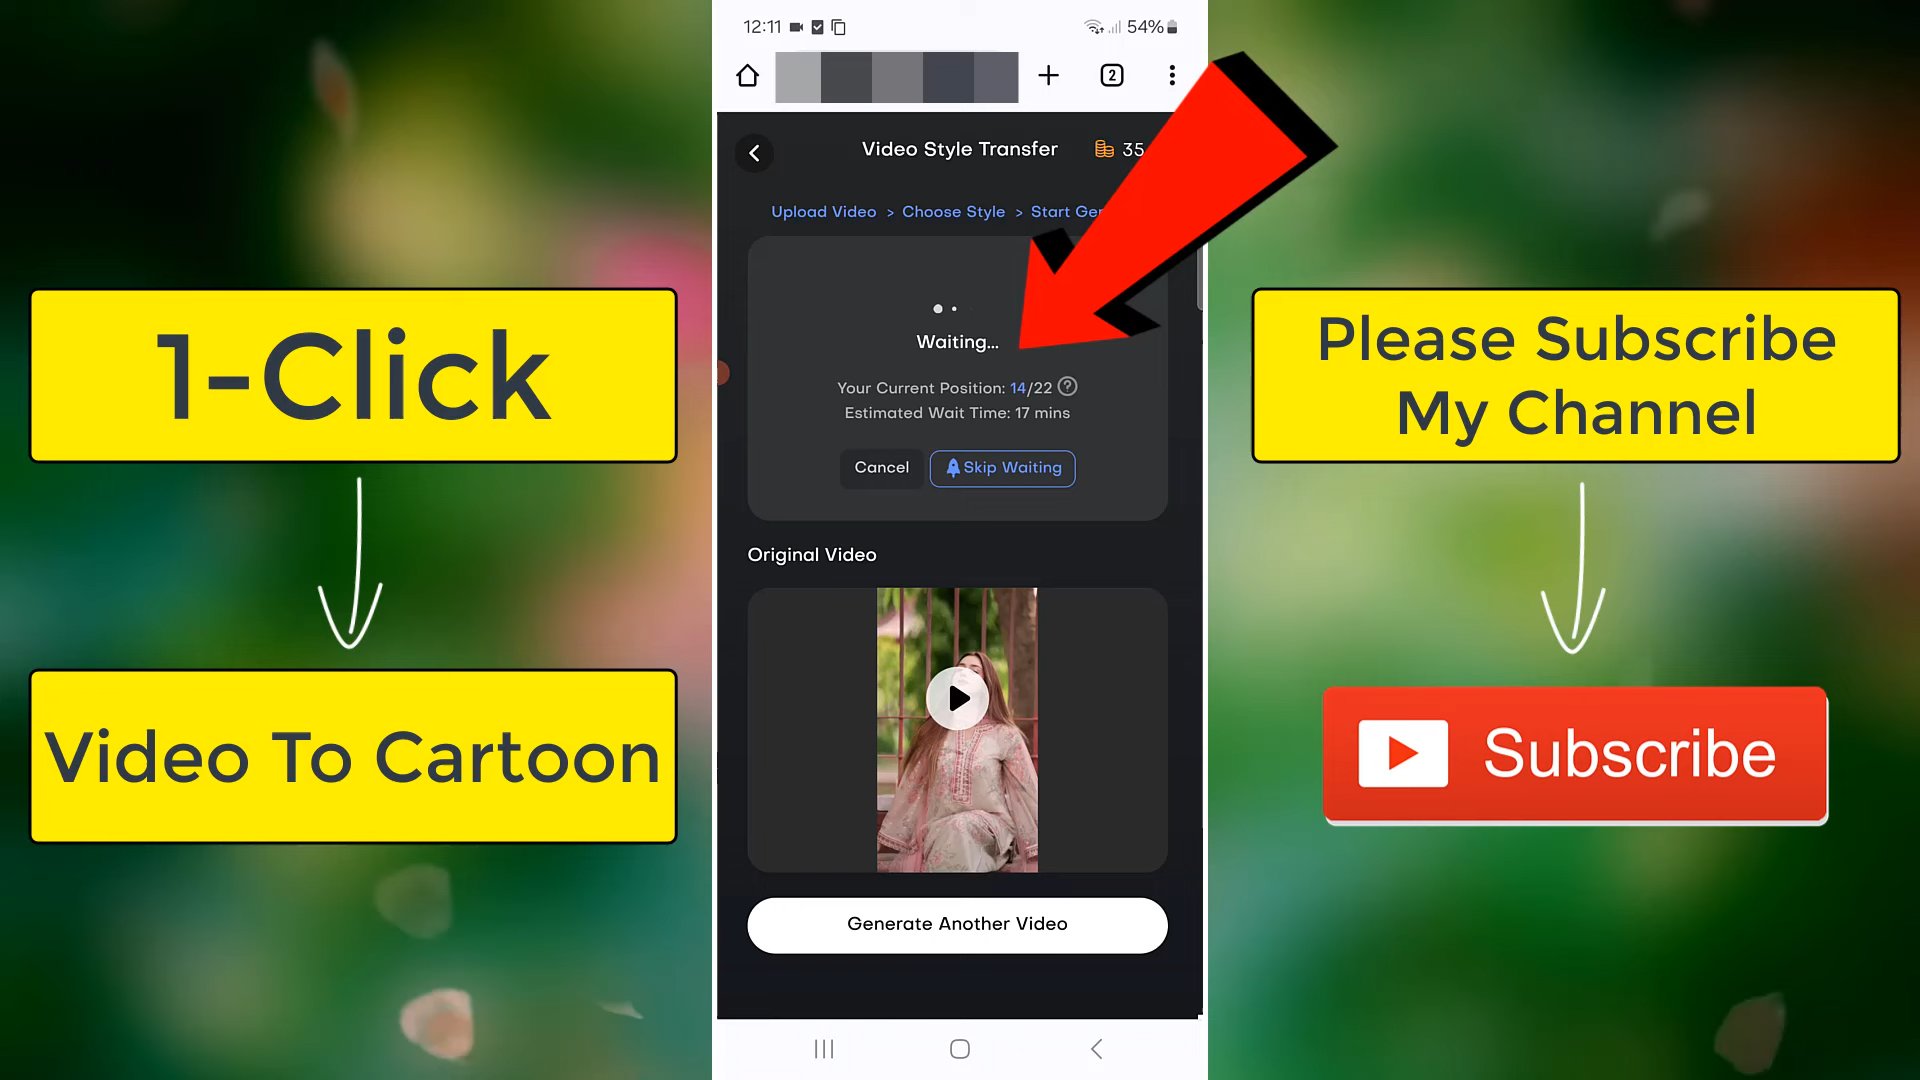 12:11
54%
2
Video Style Transfer
35
Upload Video > Choose Style > Start Ge
Waiting...
Your Current Position: 14/22 ?
Estimated Wait Time: 17 mins
Cancel
Skip Waiting
Original Video
Generate Another Video
1-Click
Video To Cartoon
Please Subscribe
My Channel
Subscribe